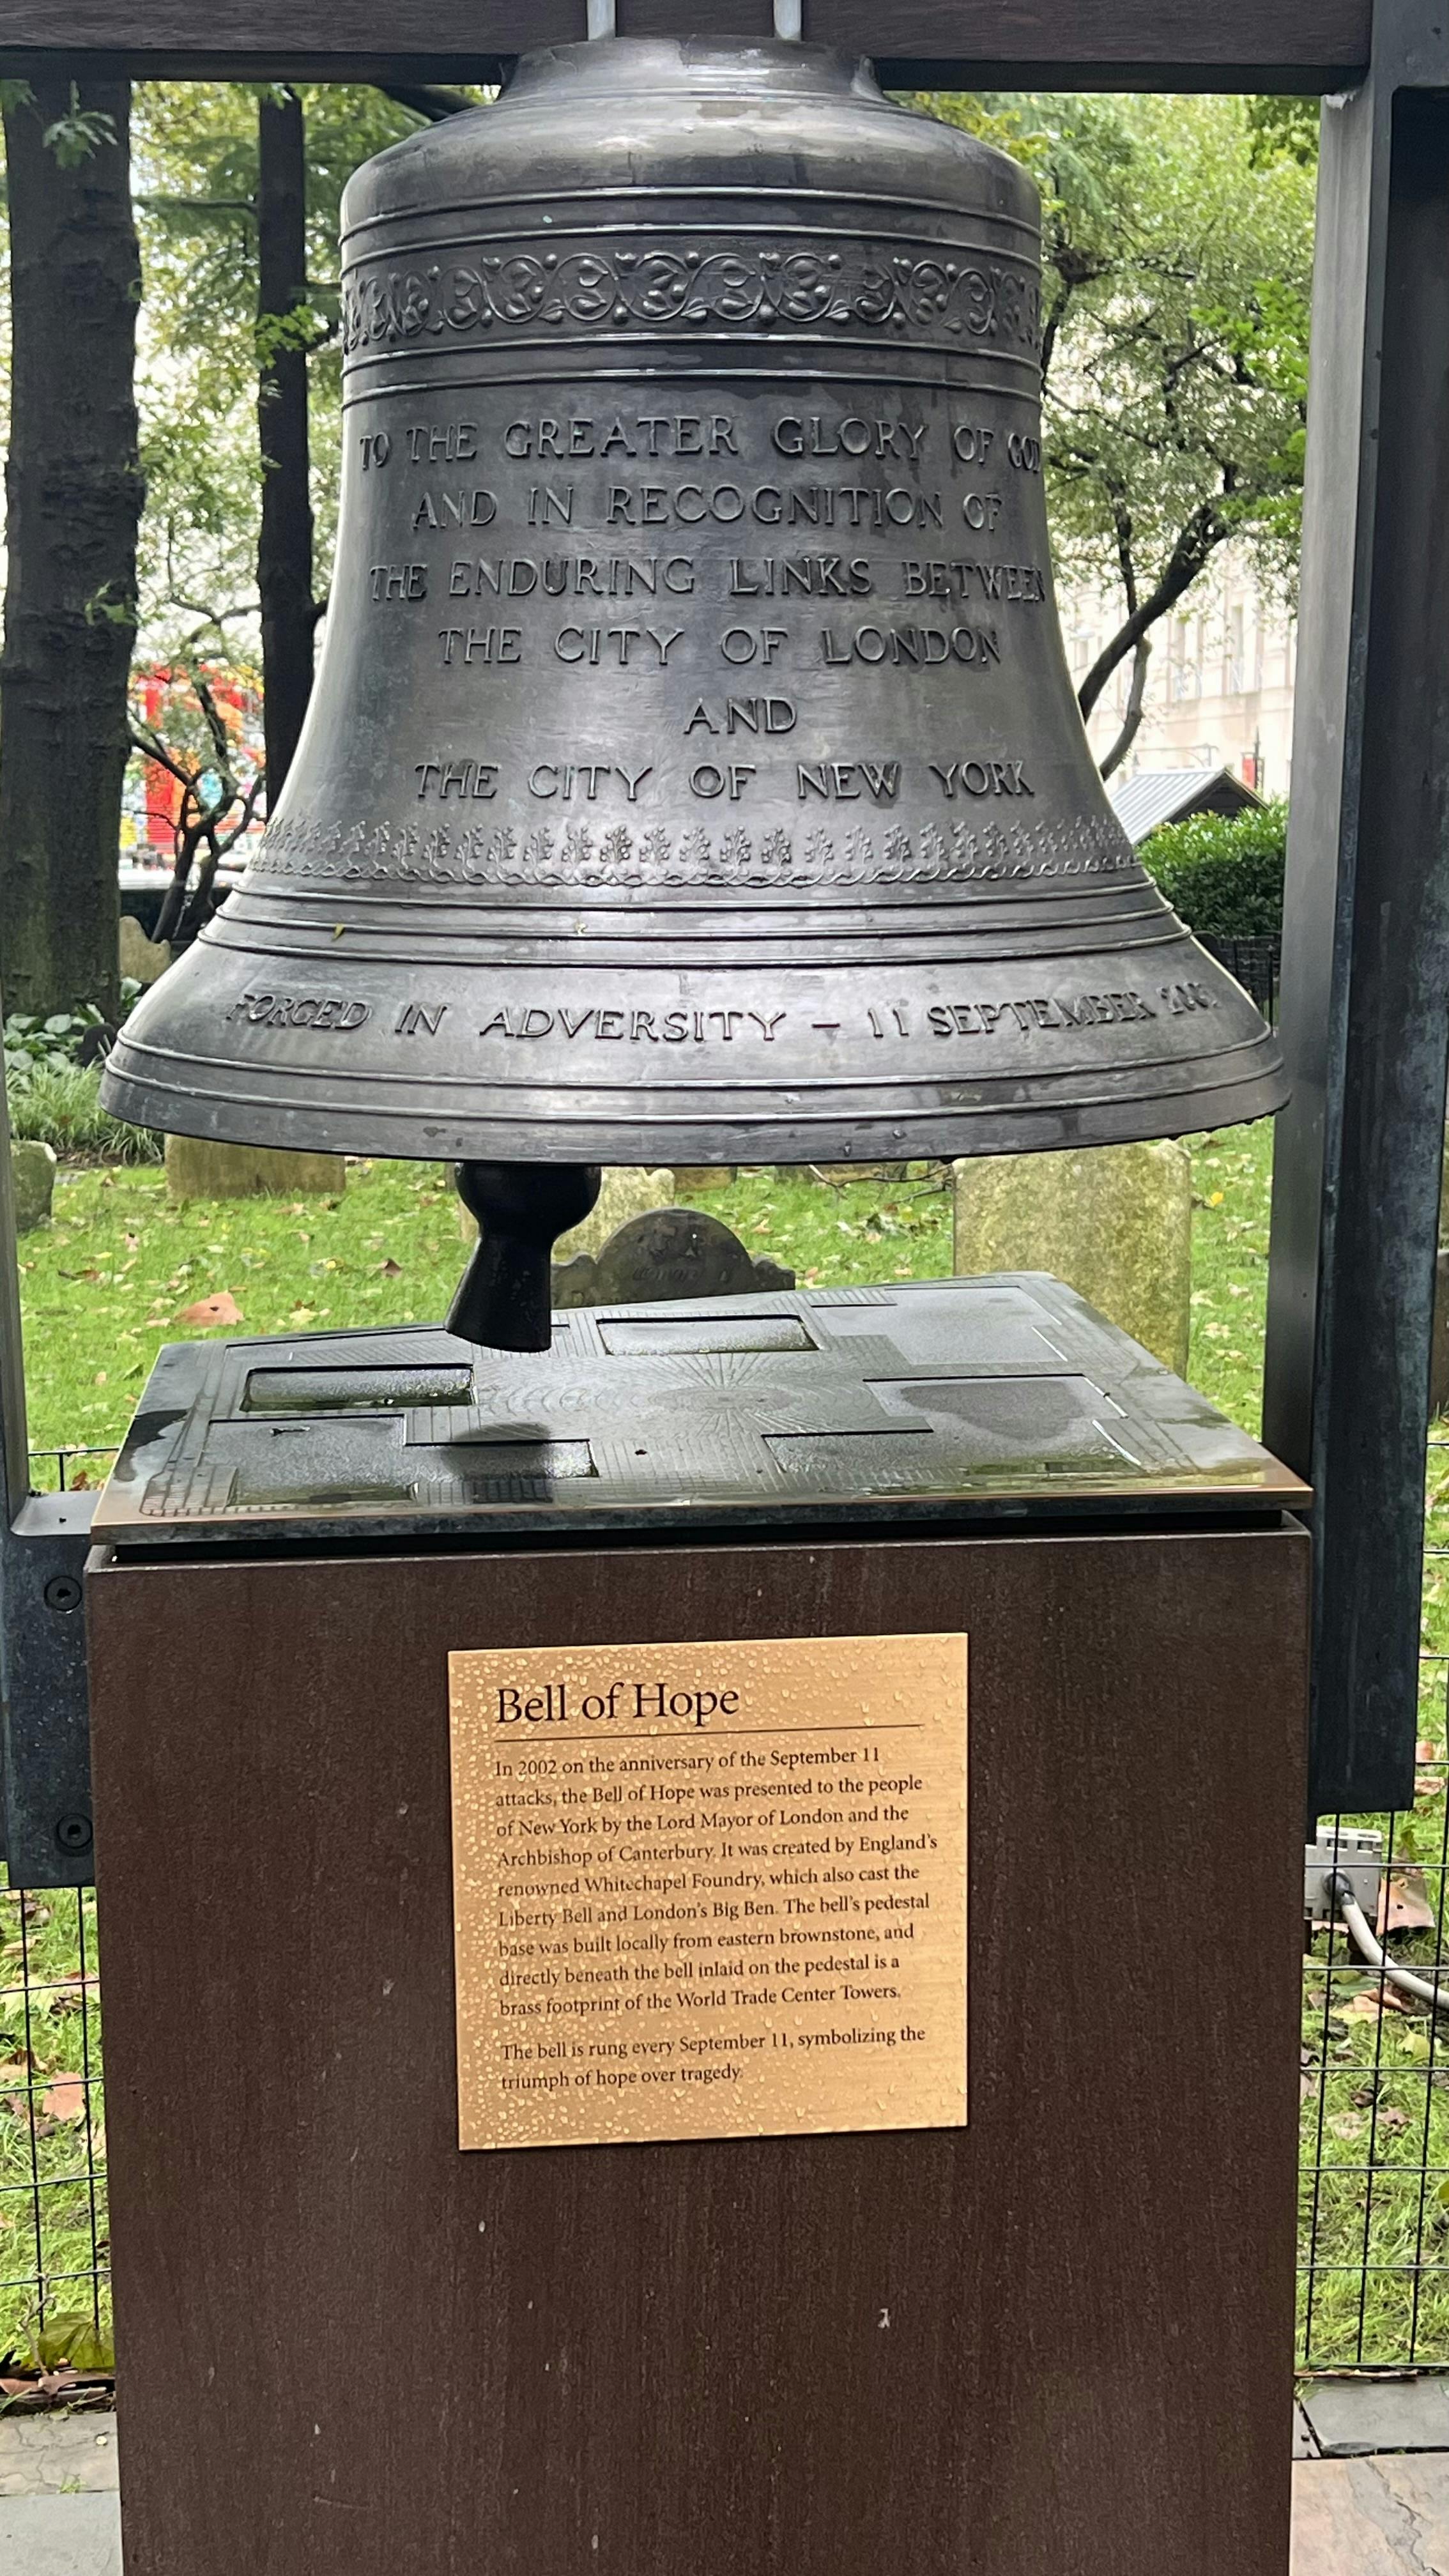 TO THE GREATER GLORY OF GOD
AND IN RECOGNITION OF
THE ENDURING LINKS BETWEEN
THE CITY OF LONDON
AND
THE CITY OF NEW YORK
FORGED IN ADVERSITY – 11 SEPTEMBER 2001
Bell of Hope
In 2002 on the anniversary of the September 11
attacks, the Bell of Hope was presented to the people
of New York by the Lord Mayor of London and the
Archbishop of Canterbury. It was created by England's
renowned Whitechapel Foundry, which also cast the
Liberty Bell and London's Big Ben. The bell's pedestal
base was built locally from eastern brownstone, and
directly beneath the bell inlaid on the pedestal is a
brass footprint of the World Trade Center Towers.
The bell is rung every September 11, symbolizing the
triumph of hope over tragedy.